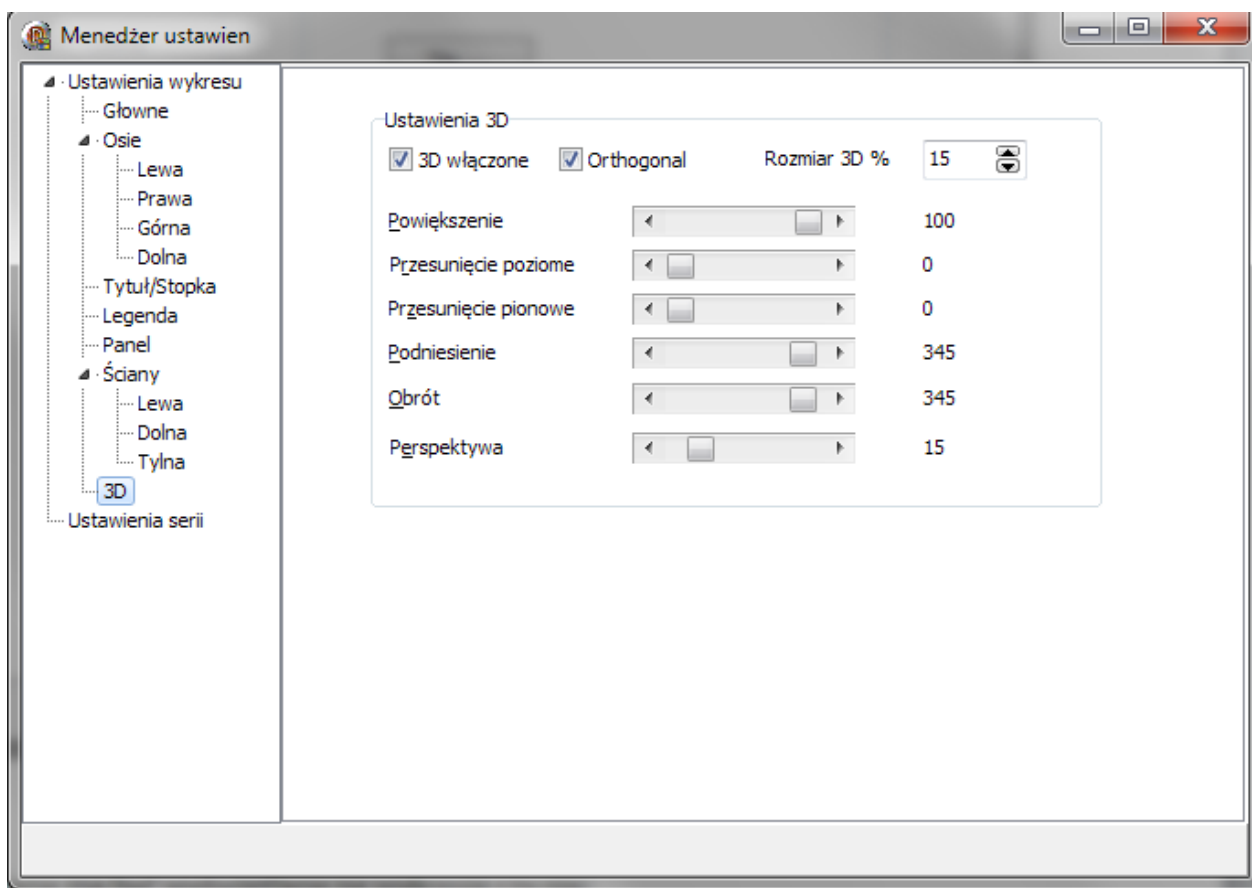 Menedżer ustawien
Ustawienia wykresu
Głowne
Osie
Lewa
Prawa
Górna
Dolna
Tytuł/Stopka
Legenda
Panel
Ściany
Lewa
Dolna
Tylna
3D
Ustawienia serii
Ustawienia 3D
3D włączone Orthogonal Rozmiar 3D % 15
Powiększenie 100
Przesunięcie poziome 0
Przesunięcie pionowe 0
Podniesienie 345
Obrót 345
Perspektywa 15